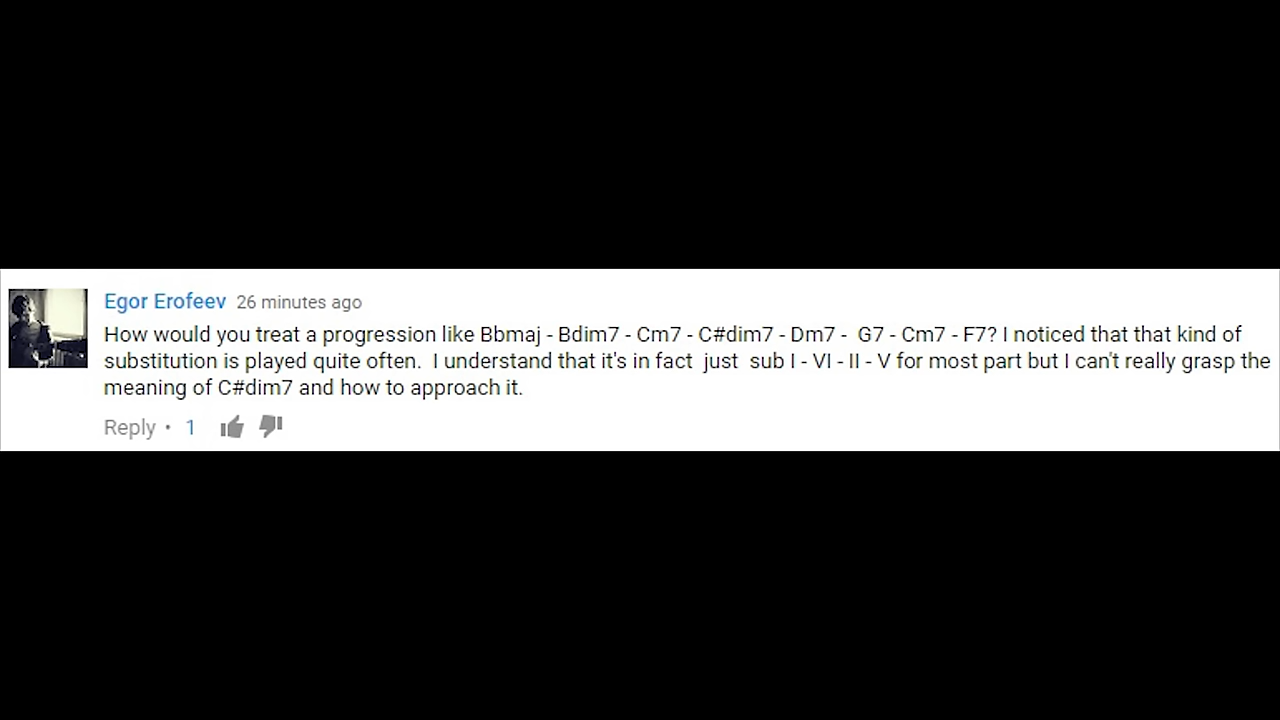 Egor Erofeev 26 minutes ago
How would you treat a progression like Bbmaj - Bdim7 - Cm7 - C#dim7 - Dm7 -  G7 - Cm7 - F7? I noticed that that kind of
substitution is played quite often.  I understand that it's in fact  just  sub I - VI - II - V for most part but I can't really grasp the
meaning of C#dim7 and how to approach it.
Reply • 1